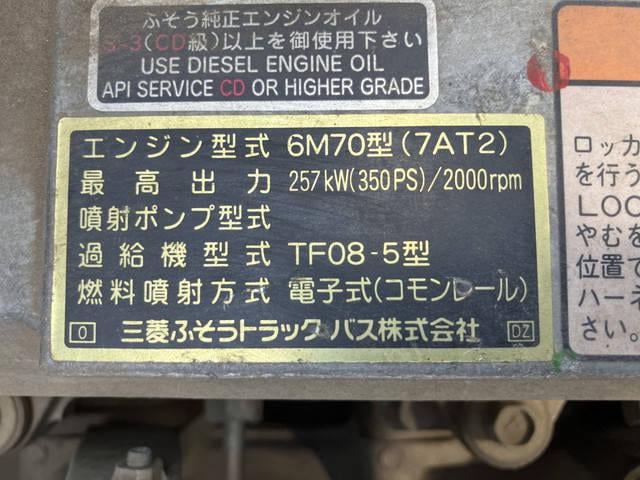 ふそう純正エンジンオイル
S-3(CD級)以上を御使用下さい
USE DIESEL ENGINE OIL
API SERVICE CD OR HIGHER GRADE
エンジン型式 6M70型(7AT2)
最高出力 257kW(350PS)/2000rpm
噴射ポンプ型式
過給機型式 TF08-5型
燃料噴射方式 電子式(コモンレール)
0 三菱ふそうトラック・バス株式会社 DZ
ロッカ
を行う
LOC
やむを
位置で
ハーネ
さい。